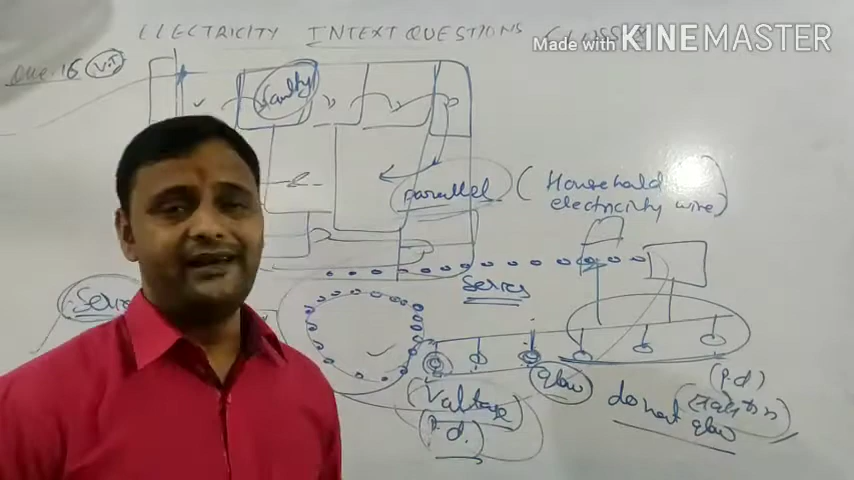 ELECTRICITY INTEXT QUESTIONS
Made with KINEMASTER
Que. 16
faulty
parallel
(Household
electricity wire)
Series
Series
(Voltage
P.d.
glow
do not
glow
(P.d)